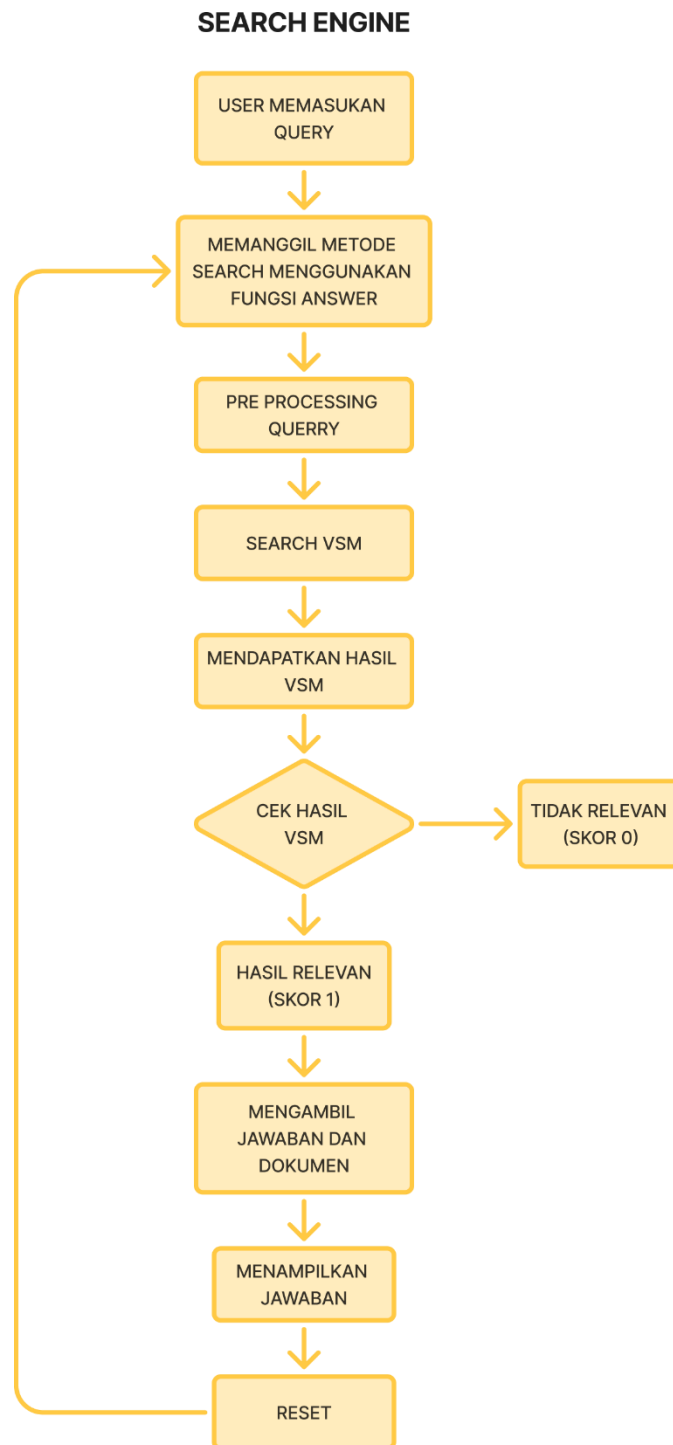 SEARCH ENGINE
USER MEMASUKAN
QUERY
MEMANGGIL METODE
SEARCH MENGGUNAKAN
FUNGSI ANSWER
PRE PROCESSING
QUERRY
SEARCH VSM
MENDAPATKAN HASIL
VSM
CEK HASIL
VSM
TIDAK RELEVAN
(SKOR 0)
HASIL RELEVAN
(SKOR 1)
MENGAMBIL
JAWABAN DAN
DOKUMEN
MENAMPILKAN
JAWABAN
RESET